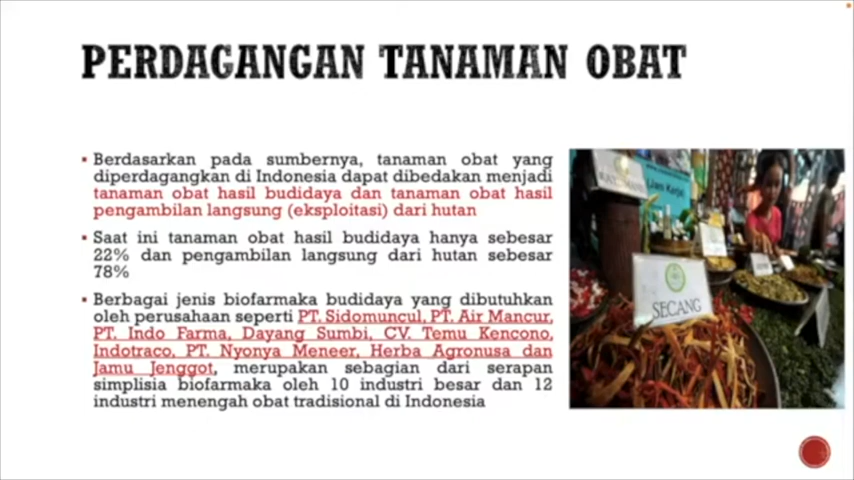 PERDAGANGAN TANAMAN OBAT
▪ Berdasarkan pada sumbernya, tanaman obat yang
diperdagangkan di Indonesia dapat dibedakan menjadi
tanaman obat hasil budidaya dan tanaman obat hasil
pengambilan langsung (eksploitasi) dari hutan
▪ Saat ini tanaman obat hasil budidaya hanya sebesar
22% dan pengambilan langsung dari hutan sebesar
78%
▪ Berbagai jenis biofarmaka budidaya yang dibutuhkan
oleh perusahaan seperti PT. Sidomuncul, PT. Air Mancur,
PT. Indo Farma, Dayang Sumbi, CV. Temu Kencono,
Indotraco, PT. Nyonya Meneer, Herba Agronusa dan
Jamu Jenggot, merupakan sebagian dari serapan
simplisia biofarmaka oleh 10 industri besar dan 12
industri menengah obat tradisional di Indonesia
SECANG